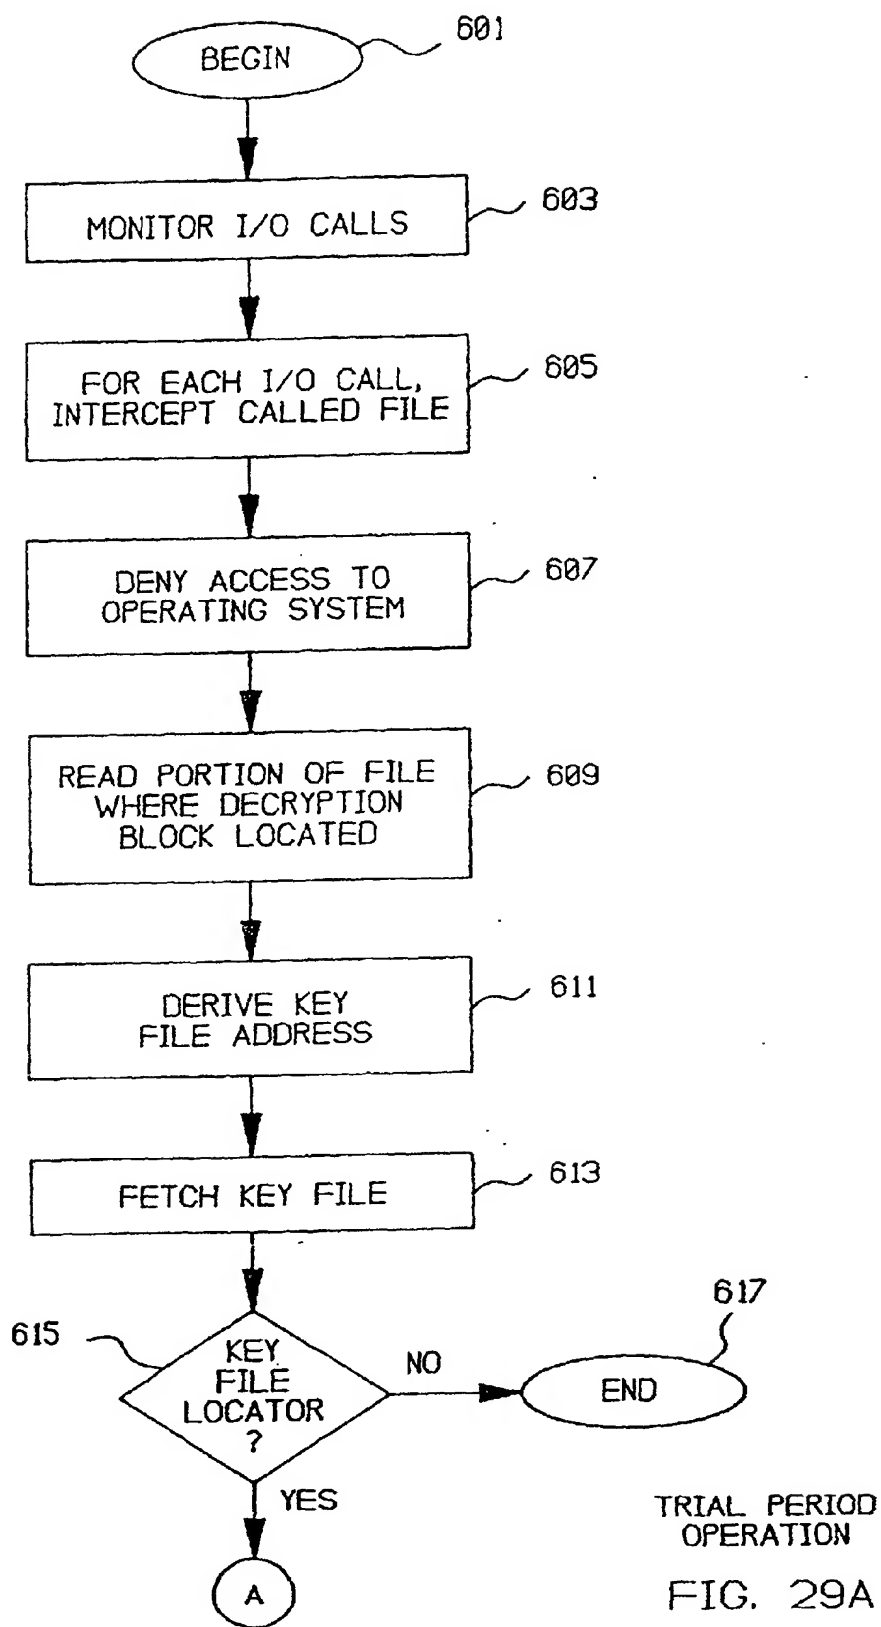 BEGIN
601
MONITOR I/O CALLS
603
FOR EACH I/O CALL,
INTERCEPT CALLED FILE
605
DENY ACCESS TO
OPERATING SYSTEM
607
READ PORTION OF FILE
WHERE DECRYPTION
BLOCK LOCATED
609
DERIVE KEY
FILE ADDRESS
611
FETCH KEY FILE
613
615
KEY
FILE
LOCATOR
?
NO
617
END
YES
A
TRIAL PERIOD
OPERATION
FIG. 29A